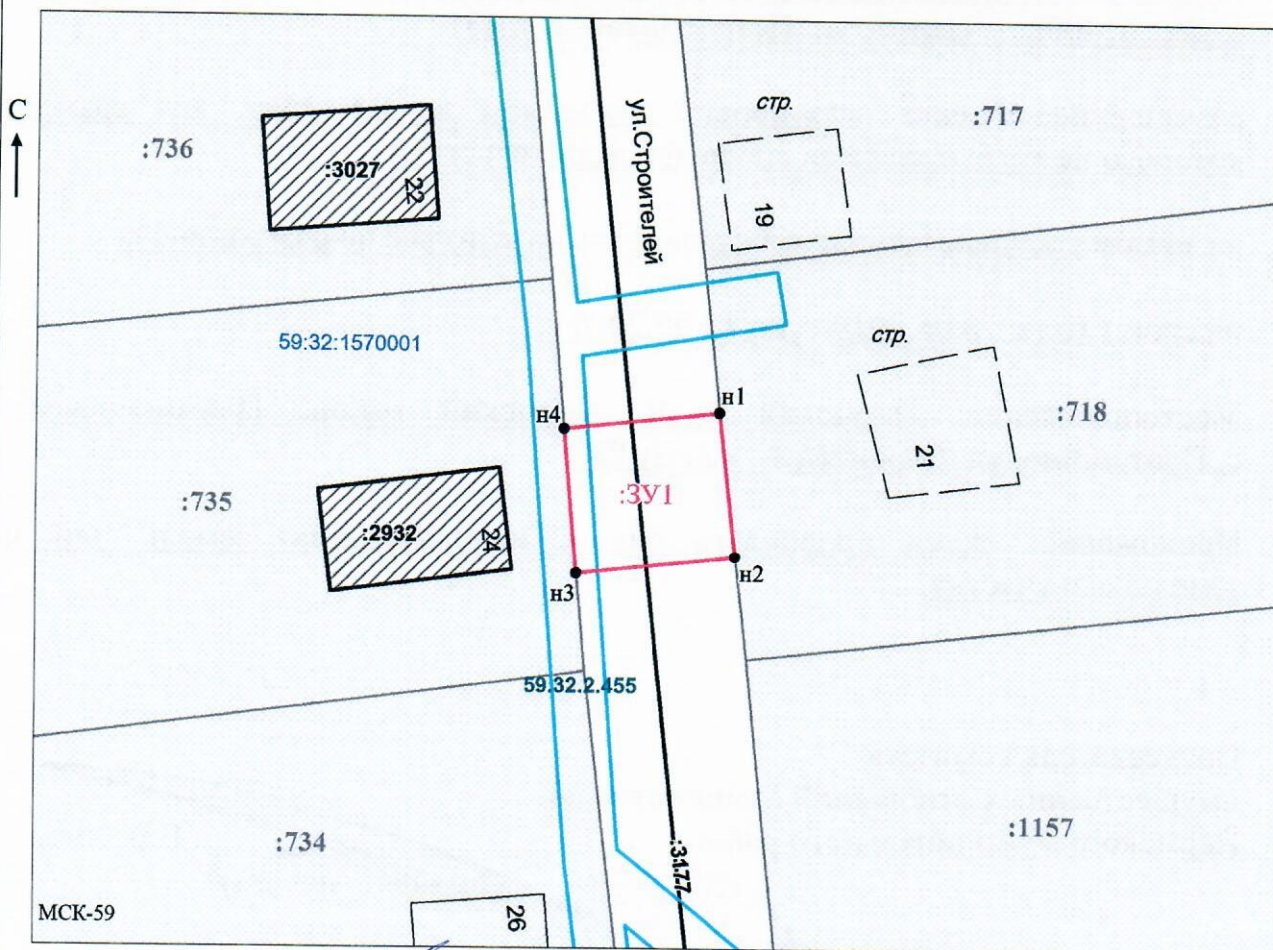 С
ул.Строителей
стр.
:717
:736
:3027
22
19
59:32:1570001
стр.
н1
:718
н4
21
:ЗУ1
:735
:2932
24
н2
н3
59.32.2.455
:734
:3177
:1157
МСК-59
26